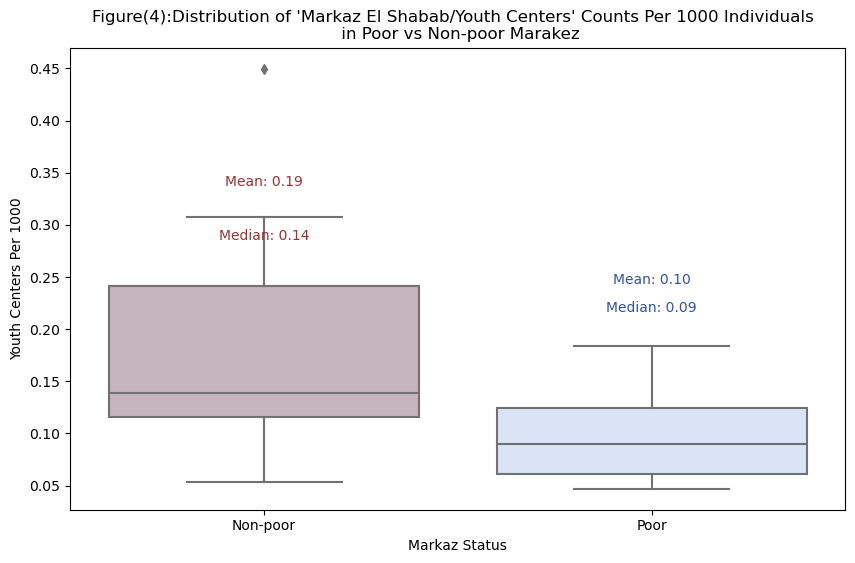 Figure(4):Distribution of 'Markaz El Shabab/Youth Centers' Counts Per 1000 Individuals
in Poor vs Non-poor Marakez
Youth Centers Per 1000
0.45
0.40
0.35
0.30
0.25
0.20
0.15
0.10
0.05
Mean: 0.19
Median: 0.14
Mean: 0.10
Median: 0.09
Non-poor
Poor
Markaz Status